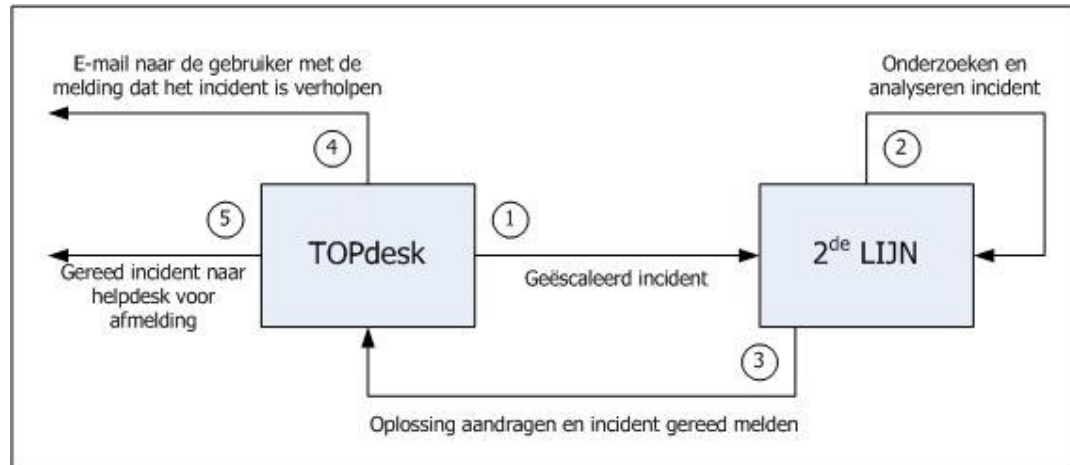 E-mail naar de gebruiker met de
melding dat het incident is verholpen
Onderzoeken en
analyseren incident
4
2
5
1
TOPdesk
2de LIJN
Gereed incident naar
helpdesk voor
afmelding
Geëscaleerd incident
3
Oplossing aandragen en incident gereed melden